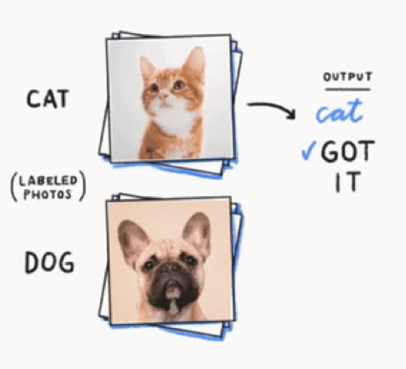 CAT
(LABELED
PHOTOS)
DOG
OUTPUT
cat
✓GOT
IT